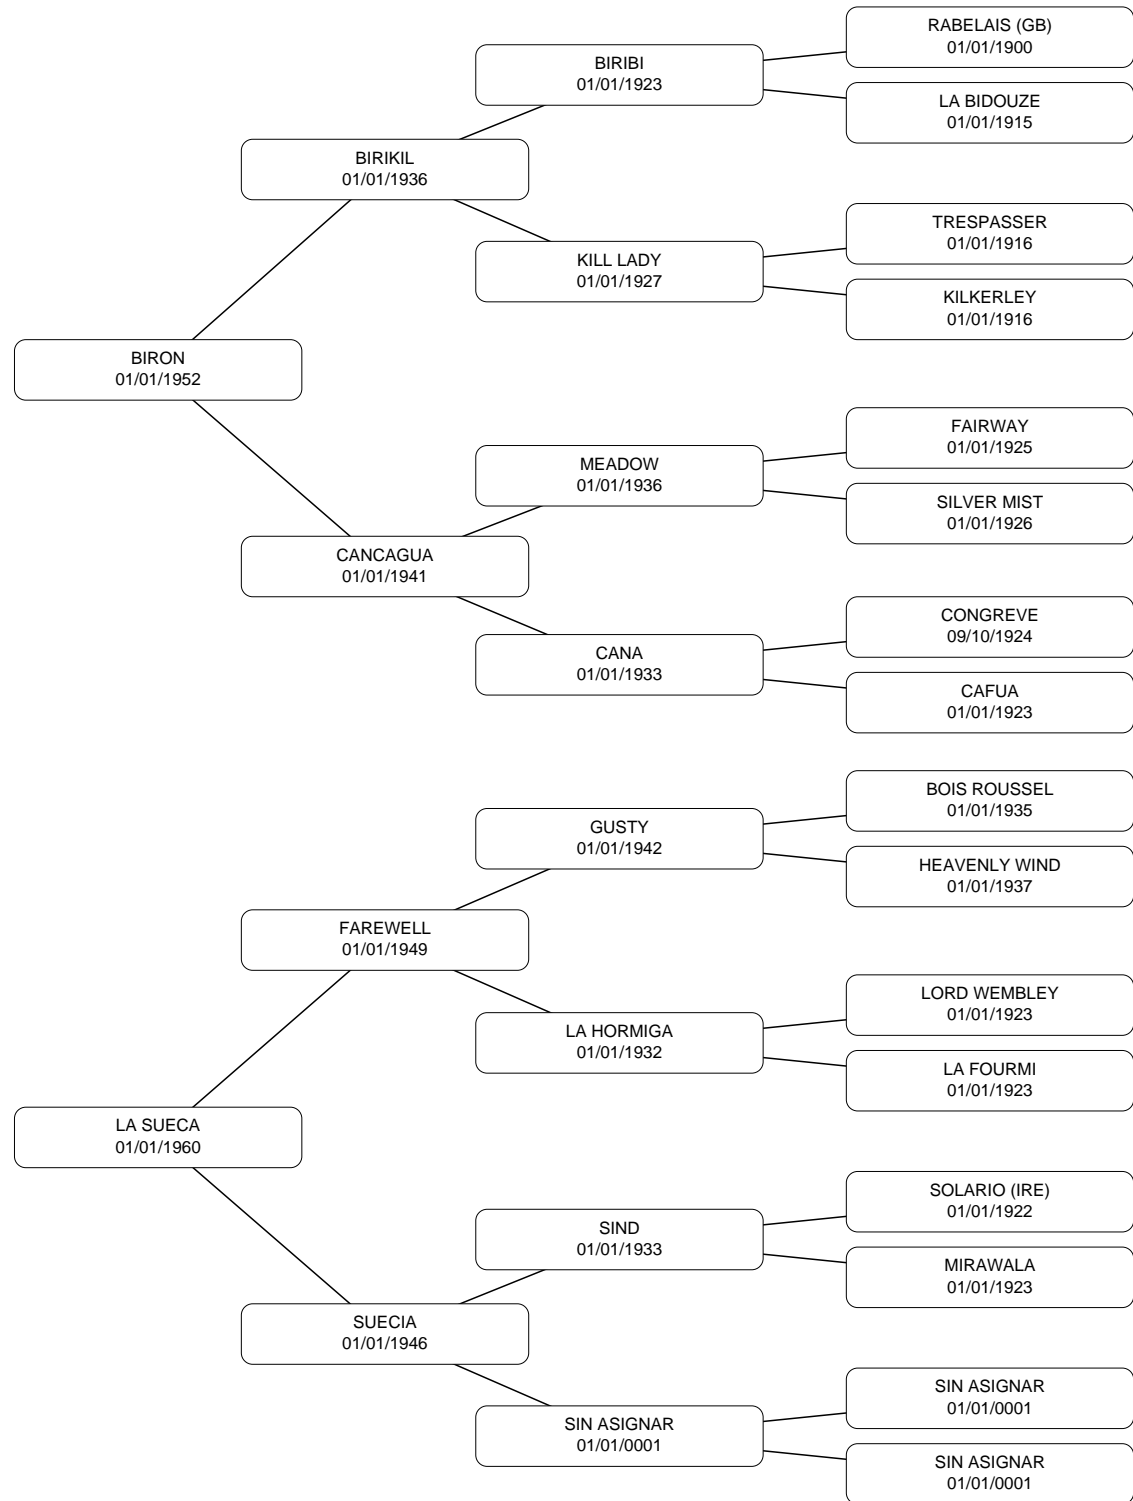 RABELAIS (GB)
01/01/1900
BIRIBI
01/01/1923
LA BIDOUZE
01/01/1915
BIRIKIL
01/01/1936
TRESPASSER
01/01/1916
KILL LADY
01/01/1927
KILKERLEY
01/01/1916
BIRON
01/01/1952
FAIRWAY
01/01/1925
MEADOW
01/01/1936
SILVER MIST
01/01/1926
CANCAGUA
01/01/1941
CONGREVE
09/10/1924
CANA
01/01/1933
CAFUA
01/01/1923
BOIS ROUSSEL
01/01/1935
GUSTY
01/01/1942
HEAVENLY WIND
01/01/1937
FAREWELL
01/01/1949
LORD WEMBLEY
01/01/1923
LA HORMIGA
01/01/1932
LA FOURMI
01/01/1923
LA SUECA
01/01/1960
SOLARIO (IRE)
01/01/1922
SIND
01/01/1933
MIRAWALA
01/01/1923
SUECIA
01/01/1946
SIN ASIGNAR
01/01/0001
SIN ASIGNAR
01/01/0001
SIN ASIGNAR
01/01/0001